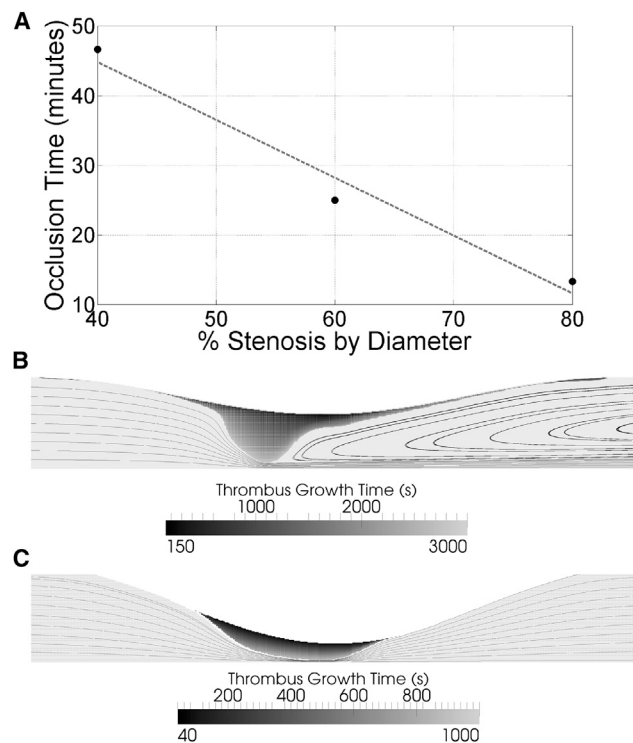 A
Occlusion Time (minutes)
50
40
30
20
10
40
50
60
70
80
% Stenosis by Diameter
B
Thrombus Growth Time (s)
1000
2000
150
3000
C
Thrombus Growth Time (s)
200
400
600
800
40
1000